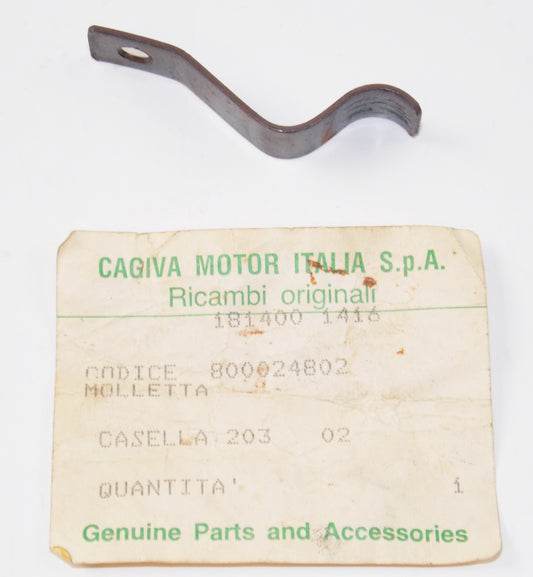 CAGIVA MOTOR ITALIA S.p.A.
Ricambi originali
181400 1416
CODICE 800024802
MOLLETTA
CASELLA 203 02
QUANTITA' 1
Genuine Parts and Accessories